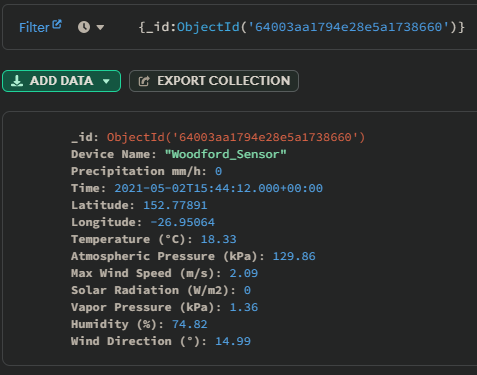 Filter {_id:ObjectId('64003aa1794e28e5a1738660')}
ADD DATA EXPORT COLLECTION
_id: ObjectId('64003aa1794e28e5a1738660')
Device Name: "Woodford_Sensor"
Precipitation mm/h: 0
Time: 2021-05-02T15:44:12.000+00:00
Latitude: 152.77891
Longitude: -26.95064
Temperature (°C): 18.33
Atmospheric Pressure (kPa): 129.86
Max Wind Speed (m/s): 2.09
Solar Radiation (W/m2): 0
Vapor Pressure (kPa): 1.36
Humidity (%): 74.82
Wind Direction (°): 14.99